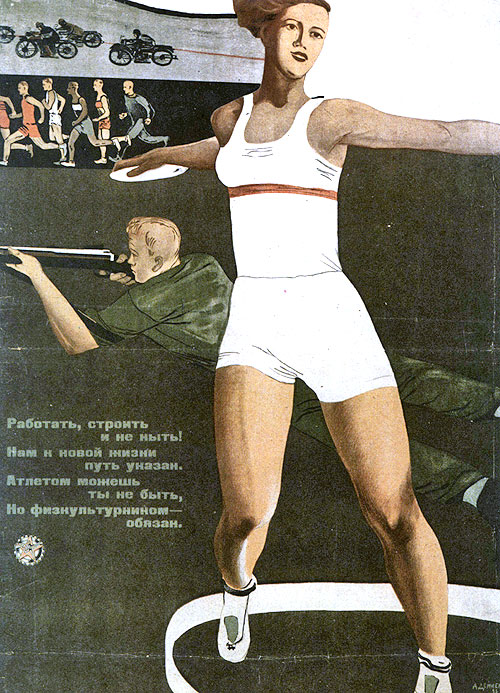 Работать, строить
и не ныть!
Нам к новой жизни
путь указан.
Атлетом можешь
ты не быть,
Но физкультурником—
обязан.